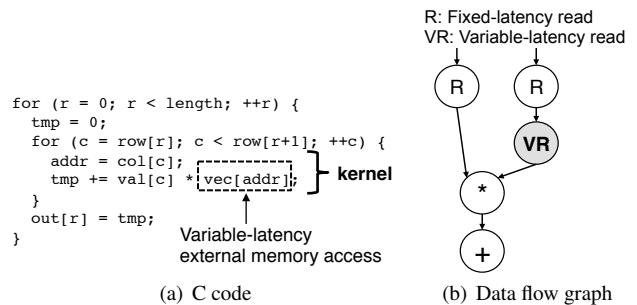 for (r = 0; r < length; ++r) {
tmp = 0;
for (c = row[r]; c < row[r+1]; ++c) {
addr = col[c];
tmp += val[c] * vec[addr];
}
out[r] = tmp;
}
kernel
Variable-latency
external memory access
(a) C code
R: Fixed-latency read
VR: Variable-latency read
R
R
VR
*
+
(b) Data flow graph